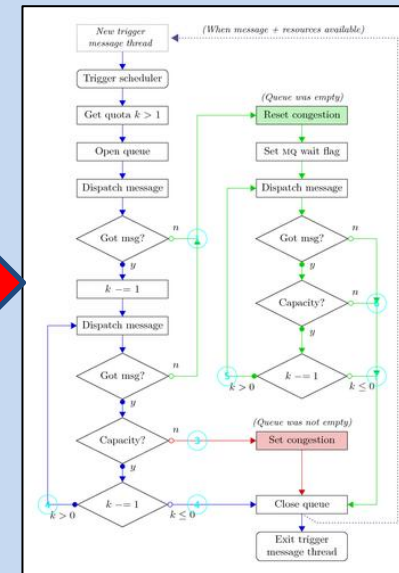 New trigger
message thread
(When message + resources available)
Trigger scheduler
Get quota k > 1
Open queue
Dispatch message
Got msg?
n
y
k −= 1
Dispatch message
Got msg?
n
y
Capacity?
n
3
y
k −= 1
k > 0
k ≤ 0
4
(Queue was empty)
Reset congestion
Set MQ wait flag
Dispatch message
Got msg?
n
y
Capacity?
n
y
k −= 1
k > 0
k ≤ 0
(Queue was not empty)
Set congestion
Close queue
Exit trigger
message thread